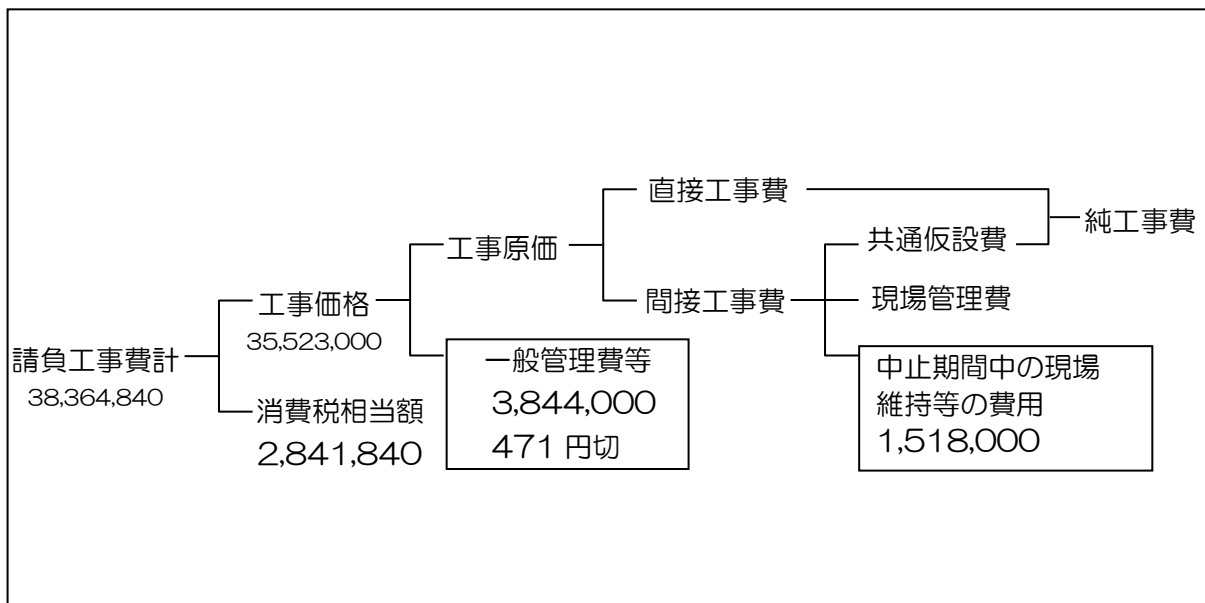 直接工事費
純工事費
工事原価
共通仮設費
工事価格
35,523,000
間接工事費
現場管理費
請負工事費計
38,364,840
一般管理費等
3,844,000
471 円切
中止期間中の現場
維持等の費用
1,518,000
消費税相当額
2,841,840